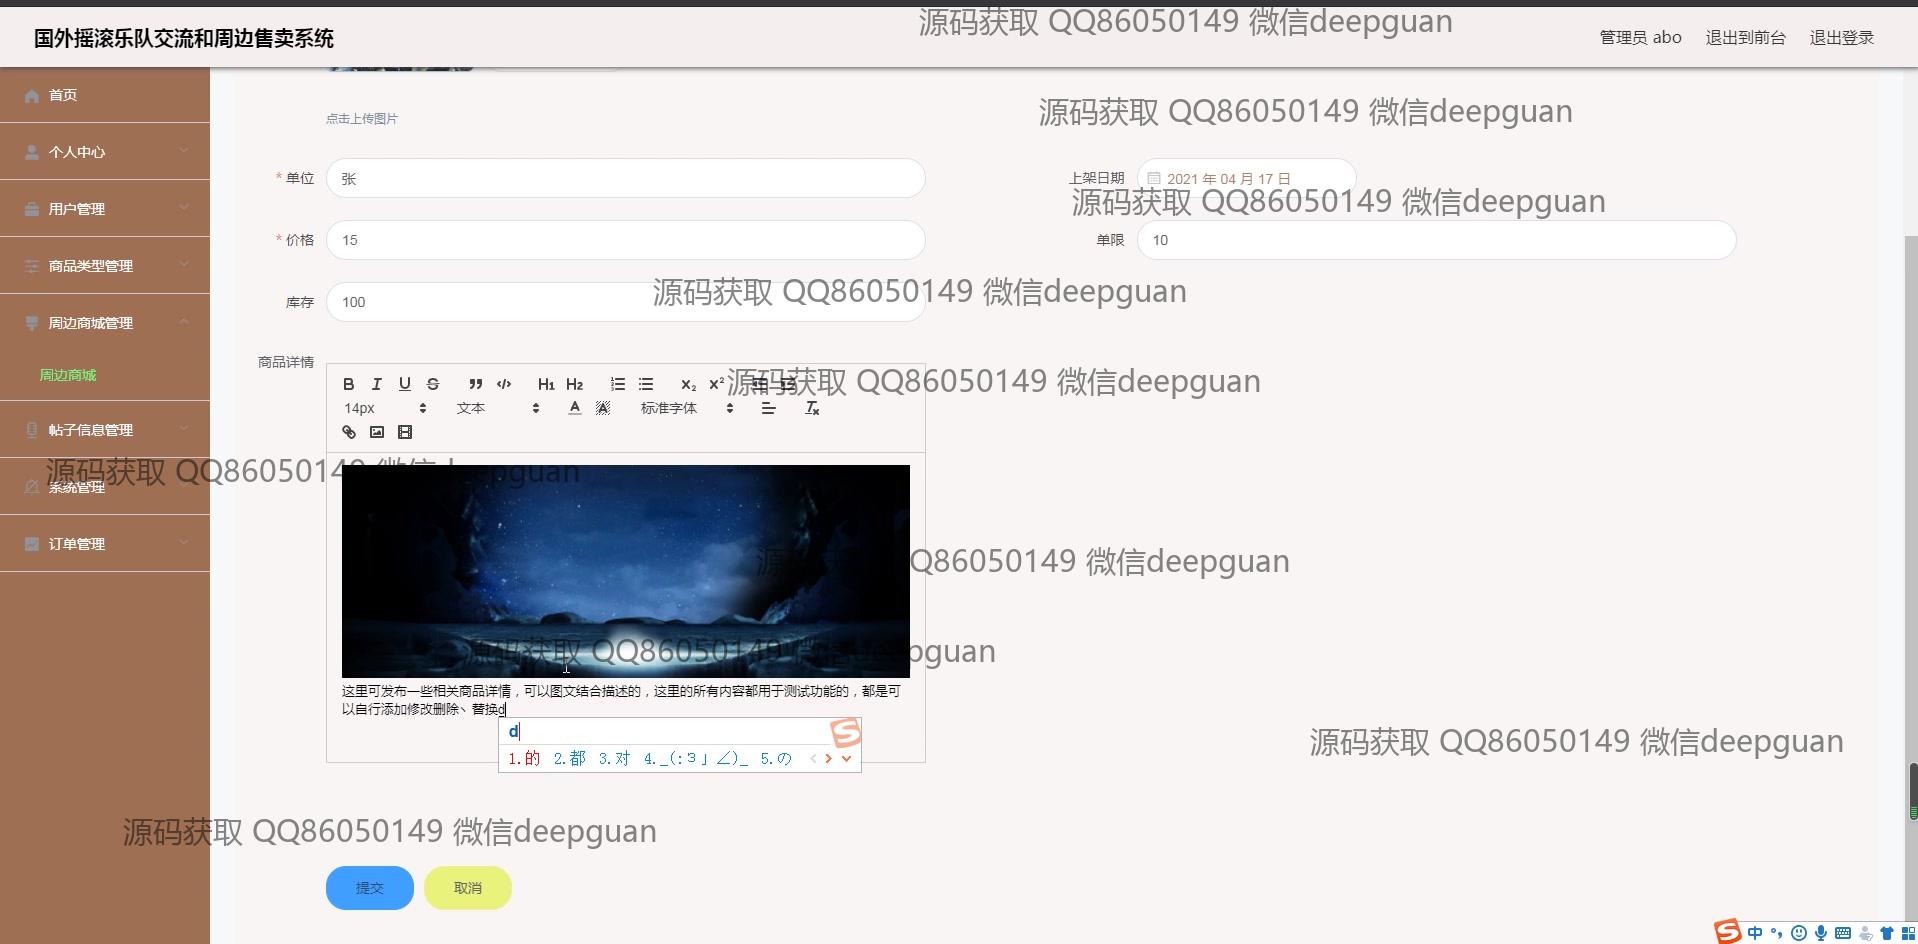 源码获取 QQ86050149 微信deepguan
国外摇滚乐队交流和周边售卖系统
管理员 abo
退出到前台
退出登录
首页
个人中心
用户管理
商品类型管理
周边商城管理
周边商城
帖子信息管理
系统管理
订单管理
点击上传图片
源码获取 QQ86050149 微信deepguan
* 单位
张
上架日期
2021 年 04 月 17 日
源码获取 QQ86050149 微信deepguan
* 价格
15
单限
10
库存
100
源码获取 QQ86050149 微信deepguan
商品详情
B I U S H1 H2 X2 X2
源码获取 QQ86050149 微信deepguan
14px
文本
A
标准字体
源码获取 QQ86050149 微信deepguan
Q86050149 微信deepguan
源码获取 QQ86050149 微信deepguan
这里可发布一些相关商品详情，可以图文结合描述的，这里的所有内容都用于测试功能的，都是可
以自行添加修改删除、替换d
d
1.的 2.都 3.对 4._(:3」∠)_ 5.の
源码获取 QQ86050149 微信deepguan
源码获取 QQ86050149 微信deepguan
提交
取消
中